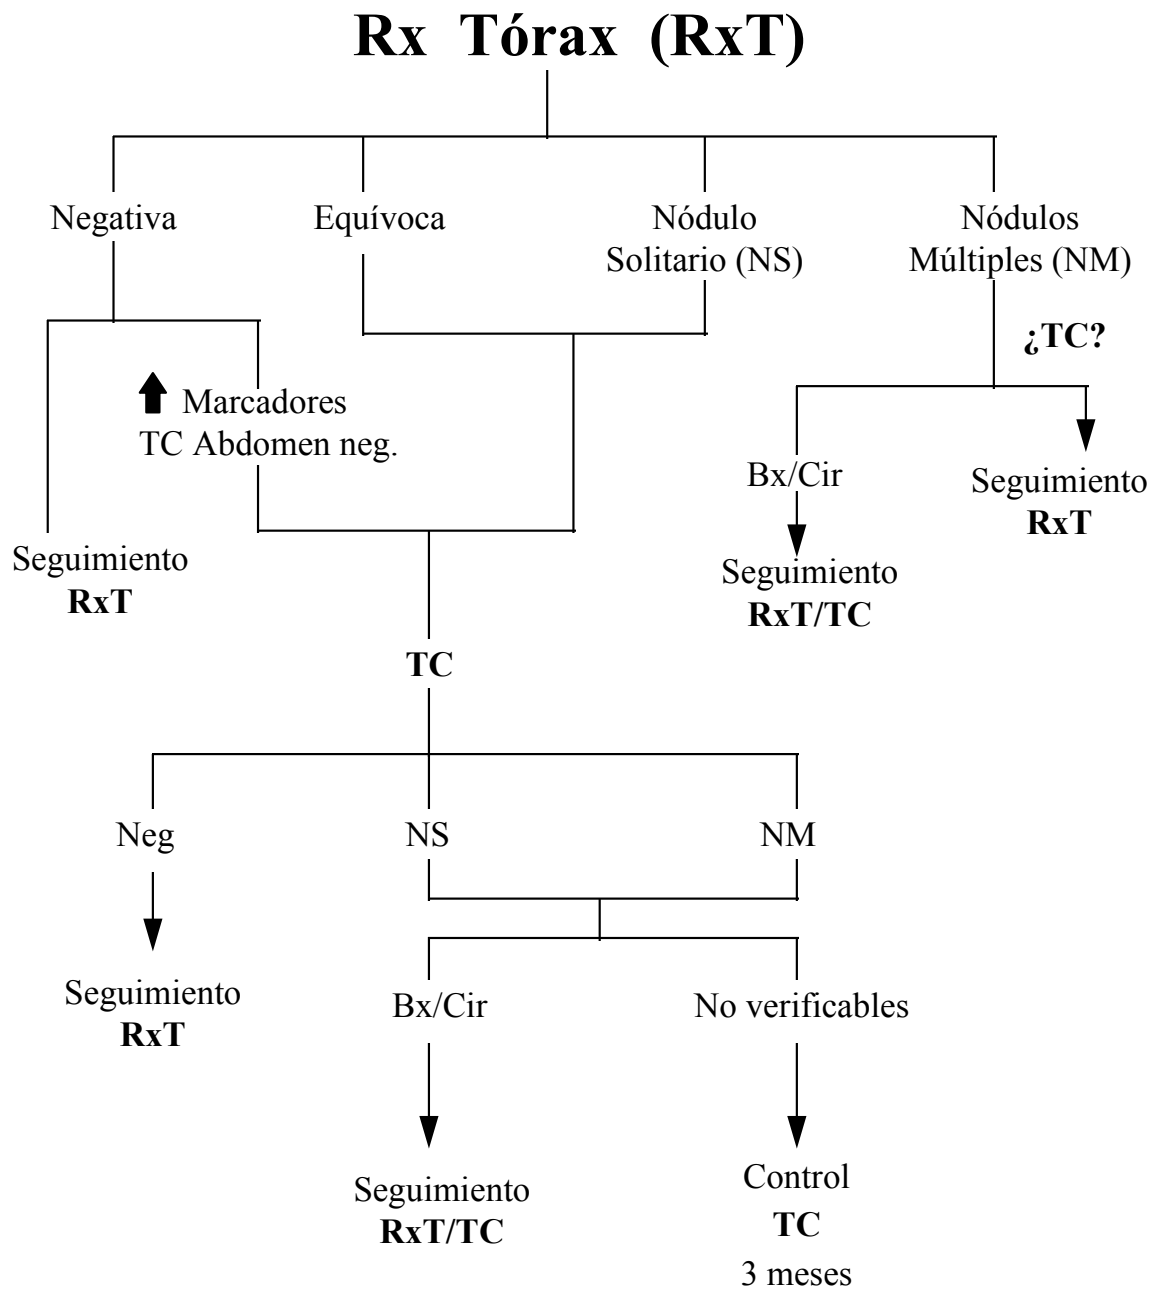 Rx Tórax (RxT)
Negativa
Equívoca
Nódulo
Solitario (NS)
Nódulos
Múltiples (NM)
¿TC?
Marcadores
TC Abdomen neg.
Bx/Cir
Seguimiento
RxT
Seguimiento
RxT
Seguimiento
RxT/TC
TC
Neg
NS
NM
Seguimiento
RxT
Bx/Cir
No verificables
Seguimiento
RxT/TC
Control
TC
3 meses